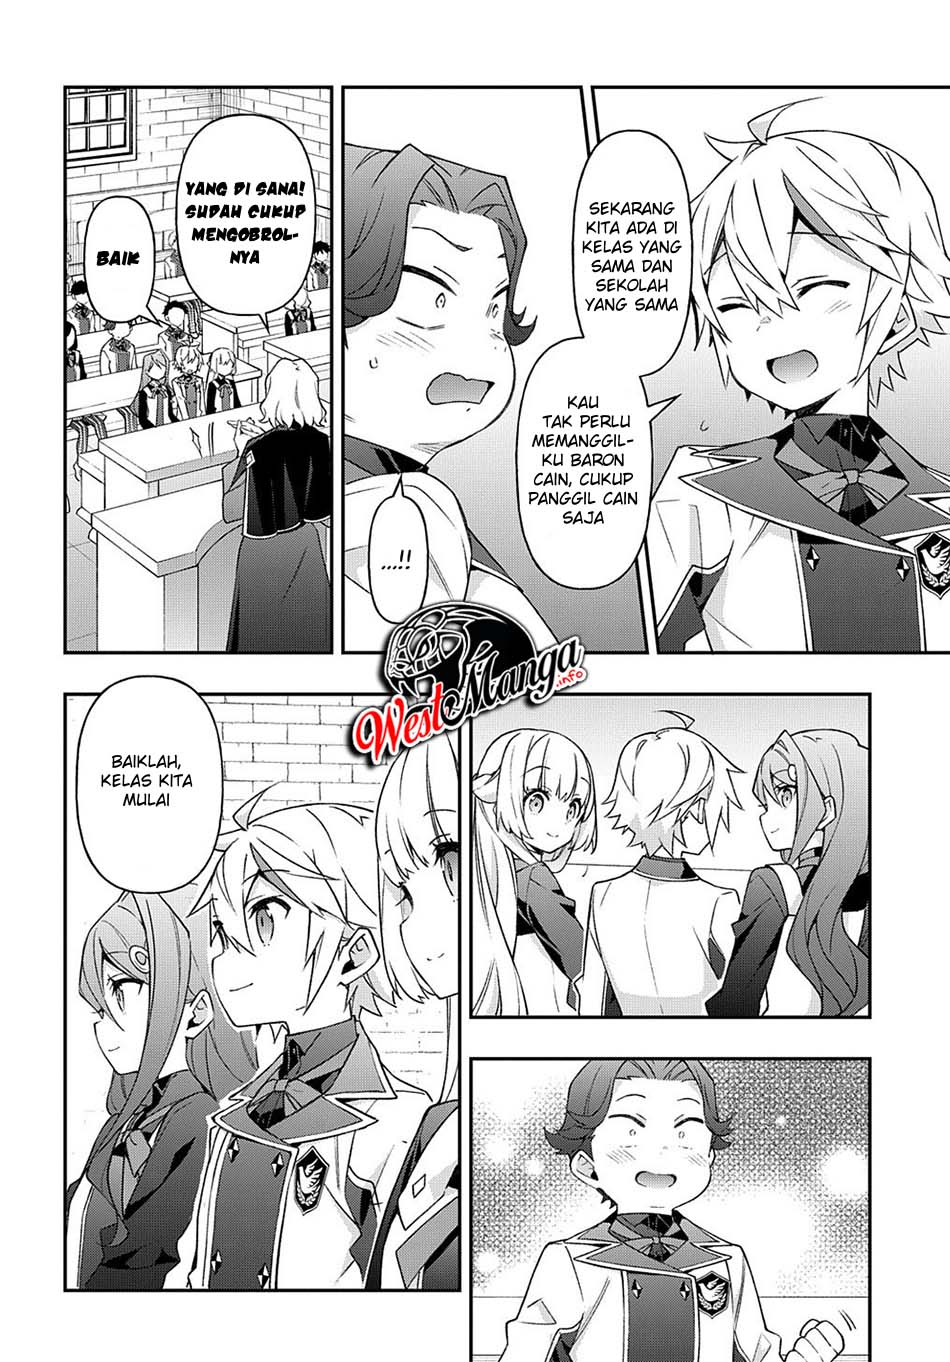 SEKARANG
KITA ADA DI
KELAS YANG
SAMA DAN
SEKOLAH
YANG SAMA
KAU
TAK PERLU
MEMANGGIL-
KU BARON
CAIN, CUKUP
PANGGIL CAIN
SAJA
.....!!
YANG DI SANA!
SUDAH CUKUP
MENGOBROL-
NYA
BAIK
WestManga
.info
BAIKLAH,
KELAS KITA
MULAI